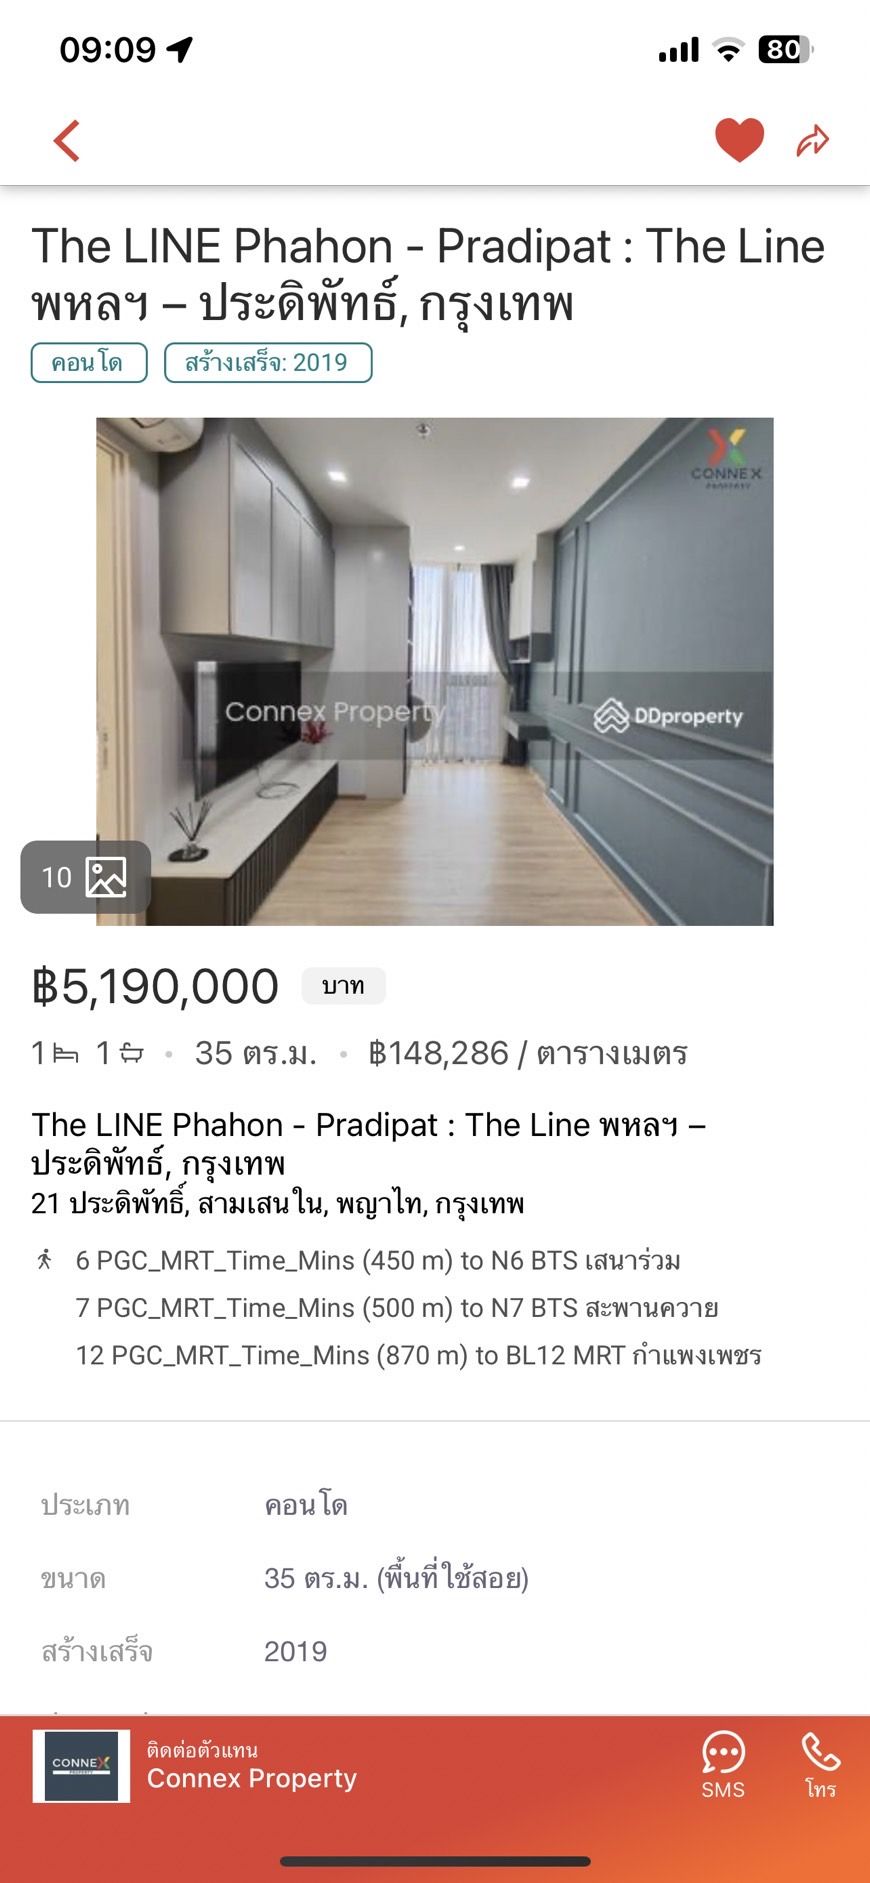 09:09
80
The LINE Phahon - Pradipat : The Line
พหลฯ – ประดิพัทธ์, กรุงเทพ
คอนโด
สร้างเสร็จ: 2019
CONNEX
PROPERTY
Connex Property
DDproperty
10
฿5,190,000 บาท
1 1 • 35 ตร.ม. • ฿148,286 / ตารางเมตร
The LINE Phahon - Pradipat : The Line พหลฯ –
ประดิพัทธ์, กรุงเทพ
21 ประดิพัทธิ์, สามเสนใน, พญาไท, กรุงเทพ
6 PGC_MRT_Time_Mins (450 m) to N6 BTS เสนาร่วม
7 PGC_MRT_Time_Mins (500 m) to N7 BTS สะพานควาย
12 PGC_MRT_Time_Mins (870 m) to BL12 MRT กำแพงเพชร
ประเภท คอนโด
ขนาด 35 ตร.ม. (พื้นที่ใช้สอย)
สร้างเสร็จ 2019
CONNEX
PROPERTY
ติดต่อตัวแทน
Connex Property
SMS
โทร